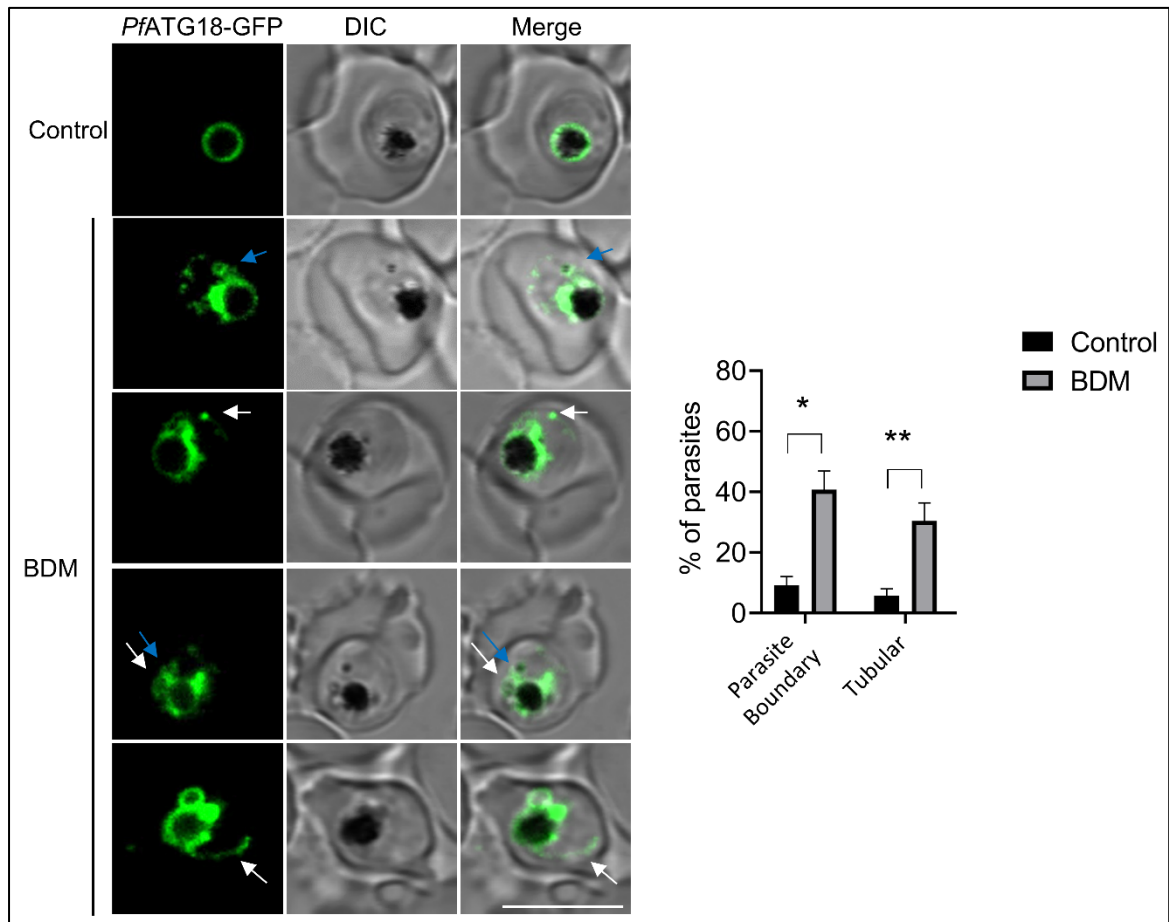 PfATG18-GFP DIC Merge
Control
BDM
Control
BDM
80
60
40
20
0
% of parasites
*
**
Parasite
Boundary
Tubular